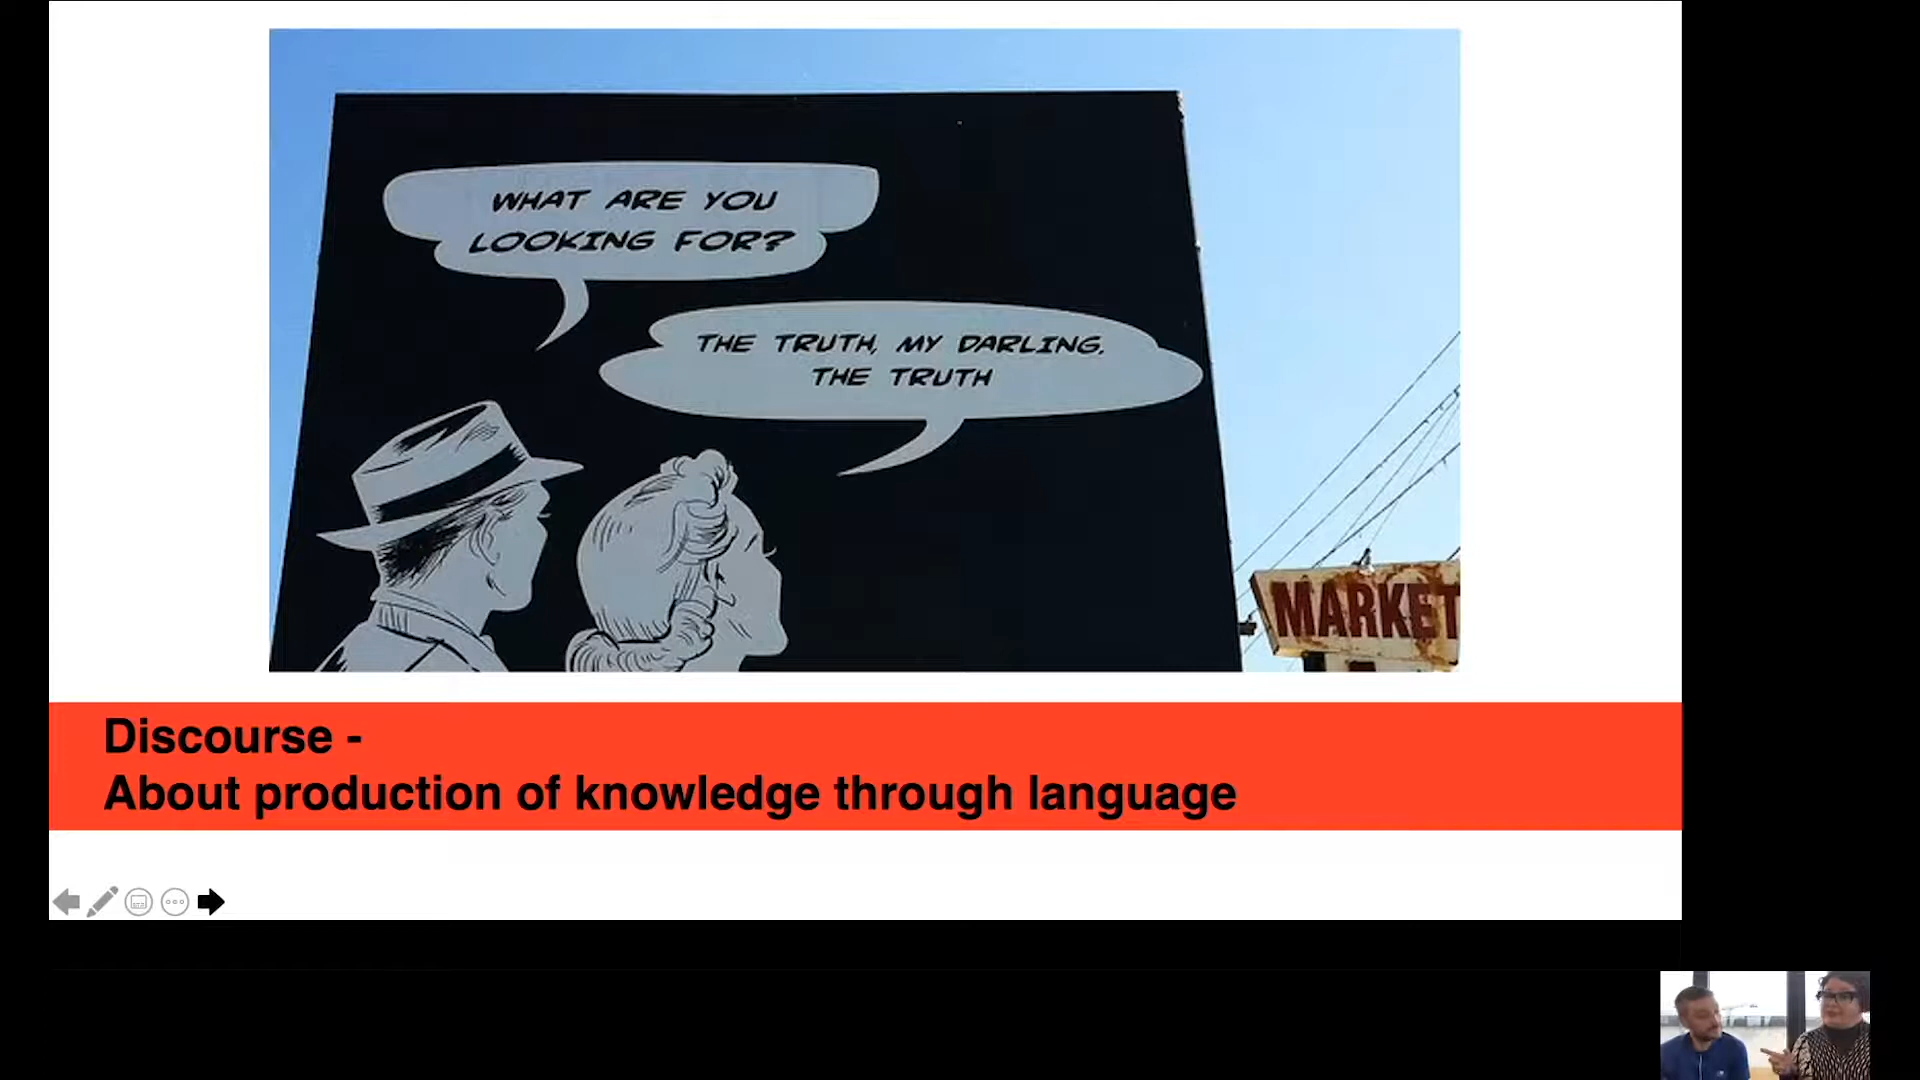 WHAT ARE YOU
LOOKING FOR?
THE TRUTH, MY DARLING.
THE TRUTH
MARKET
Discourse -
About production of knowledge through language